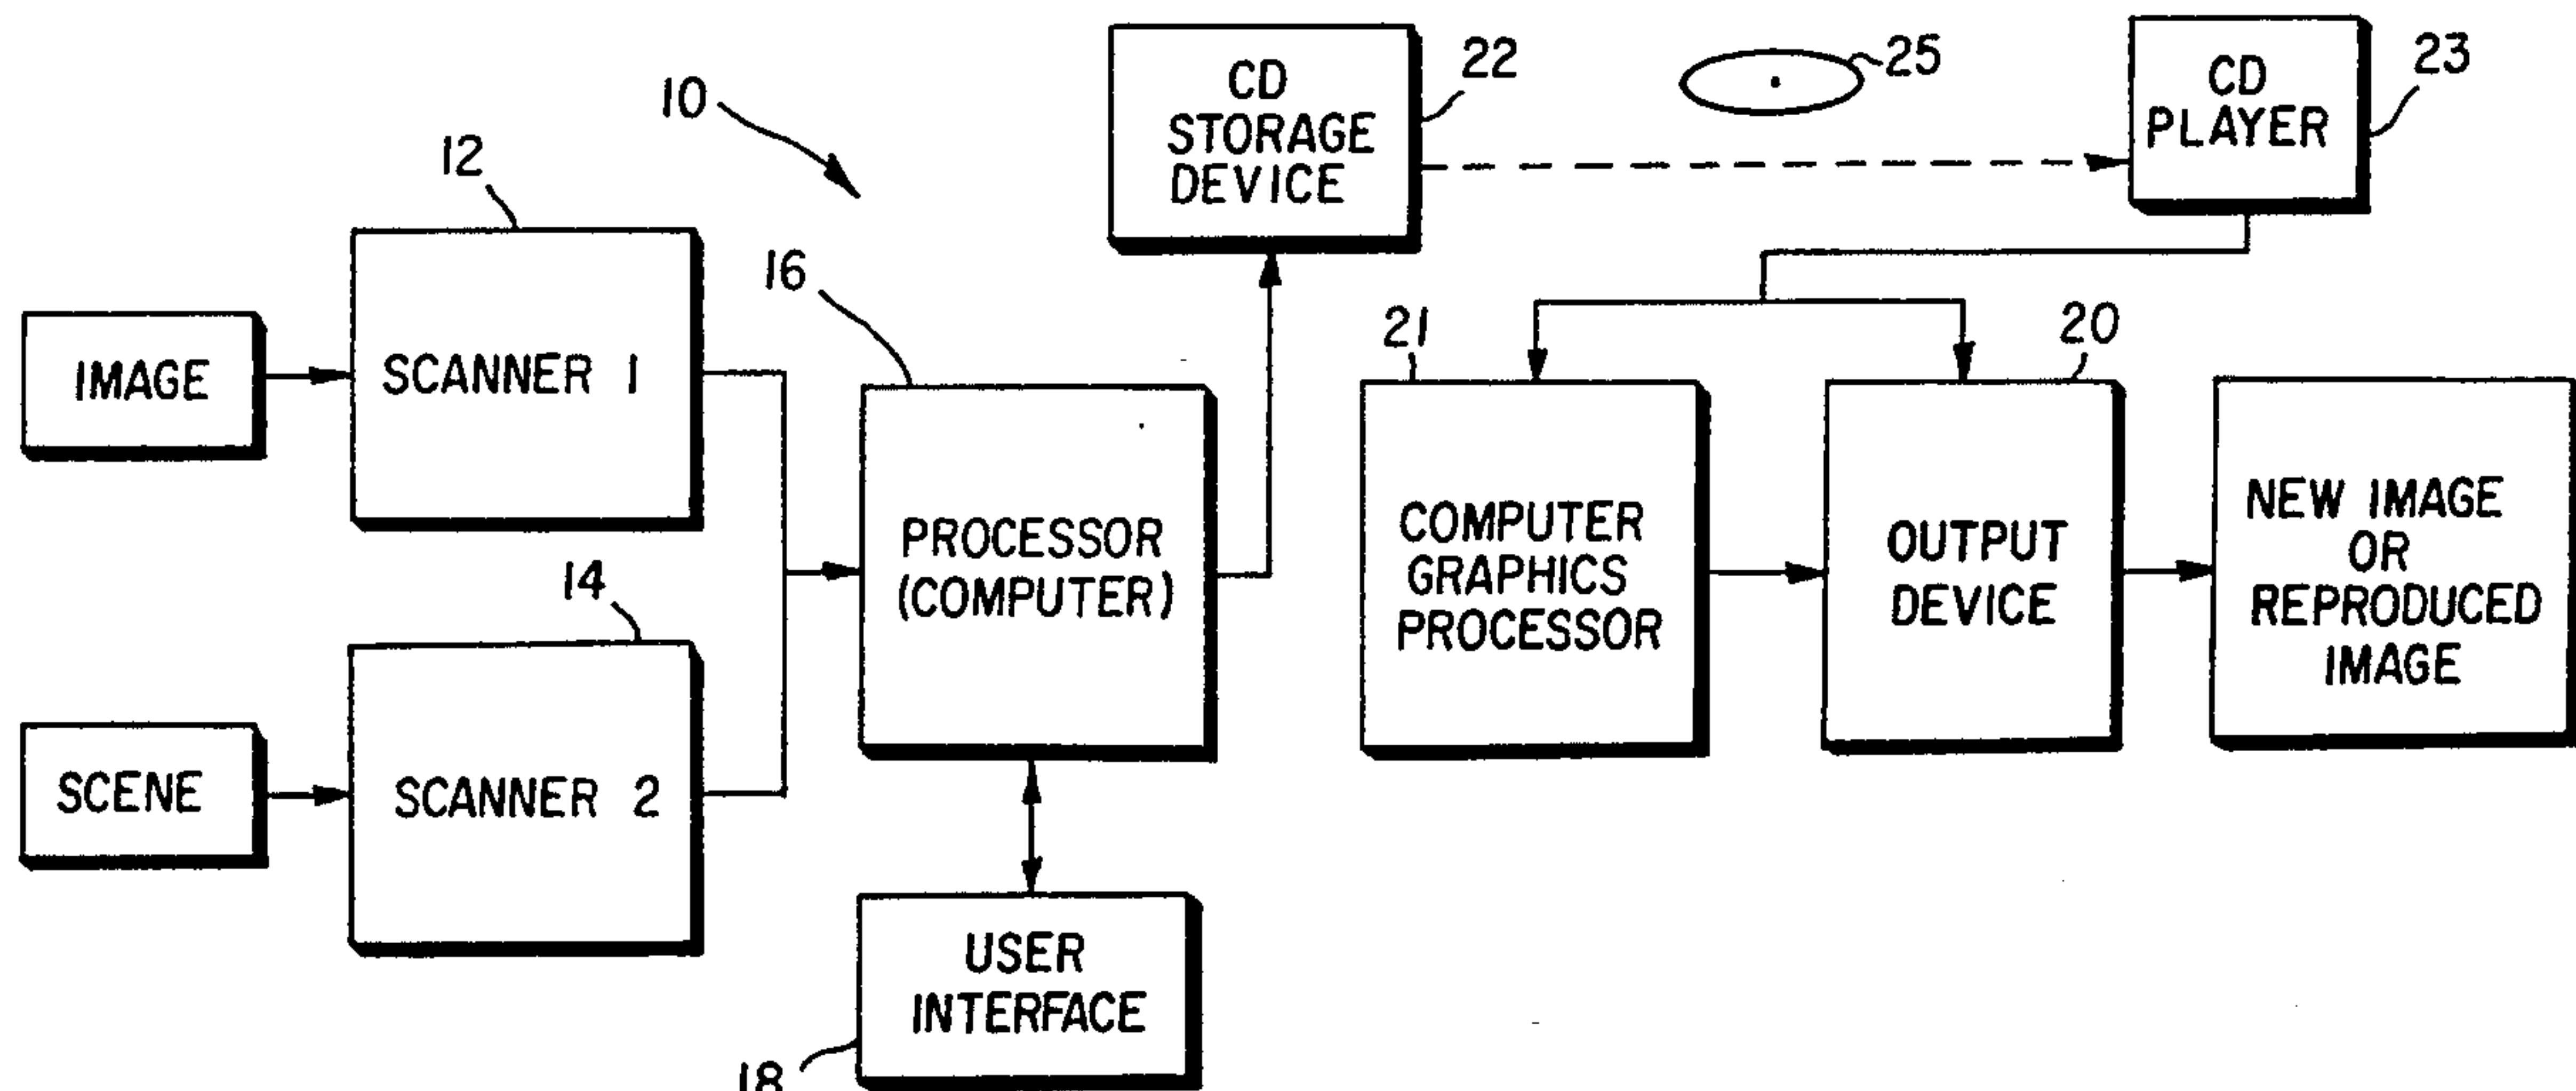 10
12
14
16
18
IMAGE
SCANNER 1
SCENE
SCANNER 2
PROCESSOR
(COMPUTER)
USER
INTERFACE
CD
STORAGE
DEVICE
22
25
CD
PLAYER
23
21
COMPUTER
GRAPHICS
PROCESSOR
20
OUTPUT
DEVICE
NEW IMAGE
OR
REPRODUCED
IMAGE